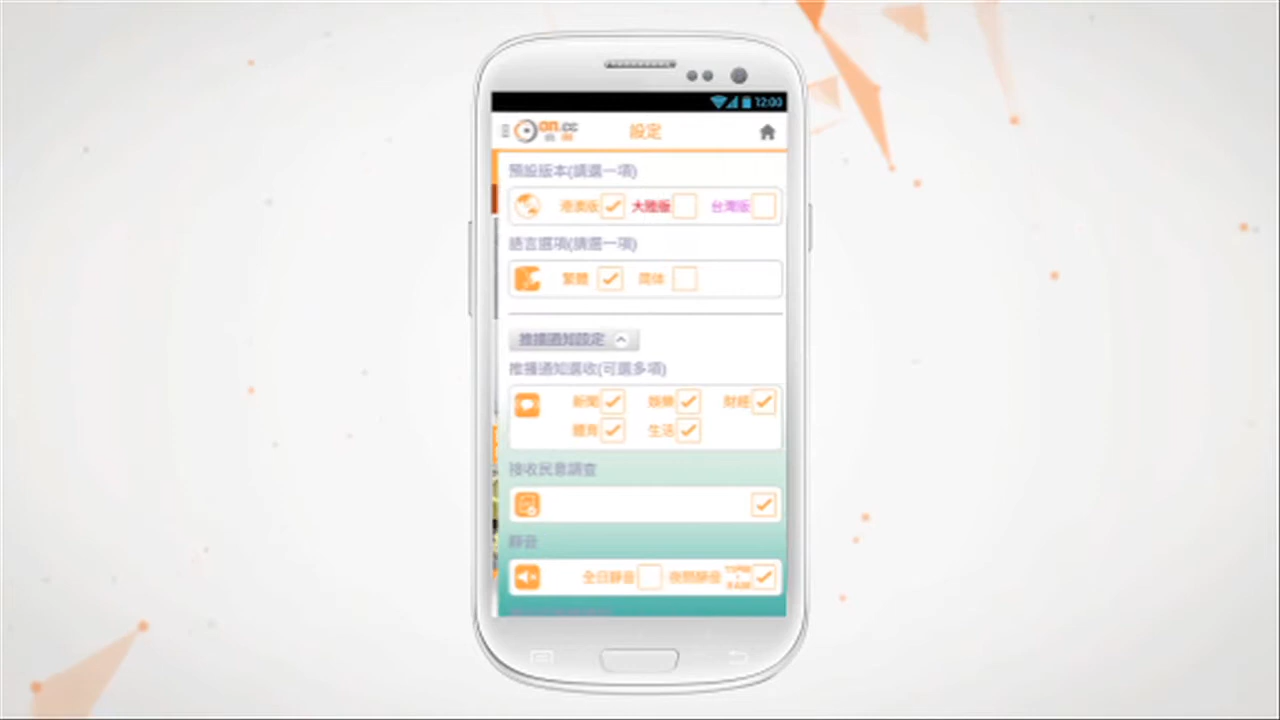 12:00
on.cc
設定
預設版本(請選一項)
港澳版 大陸版 台灣版
語言選項(請選一項)
繁體 简体
推播通知設定
推播通知選收(可選多項)
新聞 娛樂 財經
體育 生活
接收民意調查
靜音
全日靜音 夜間靜音